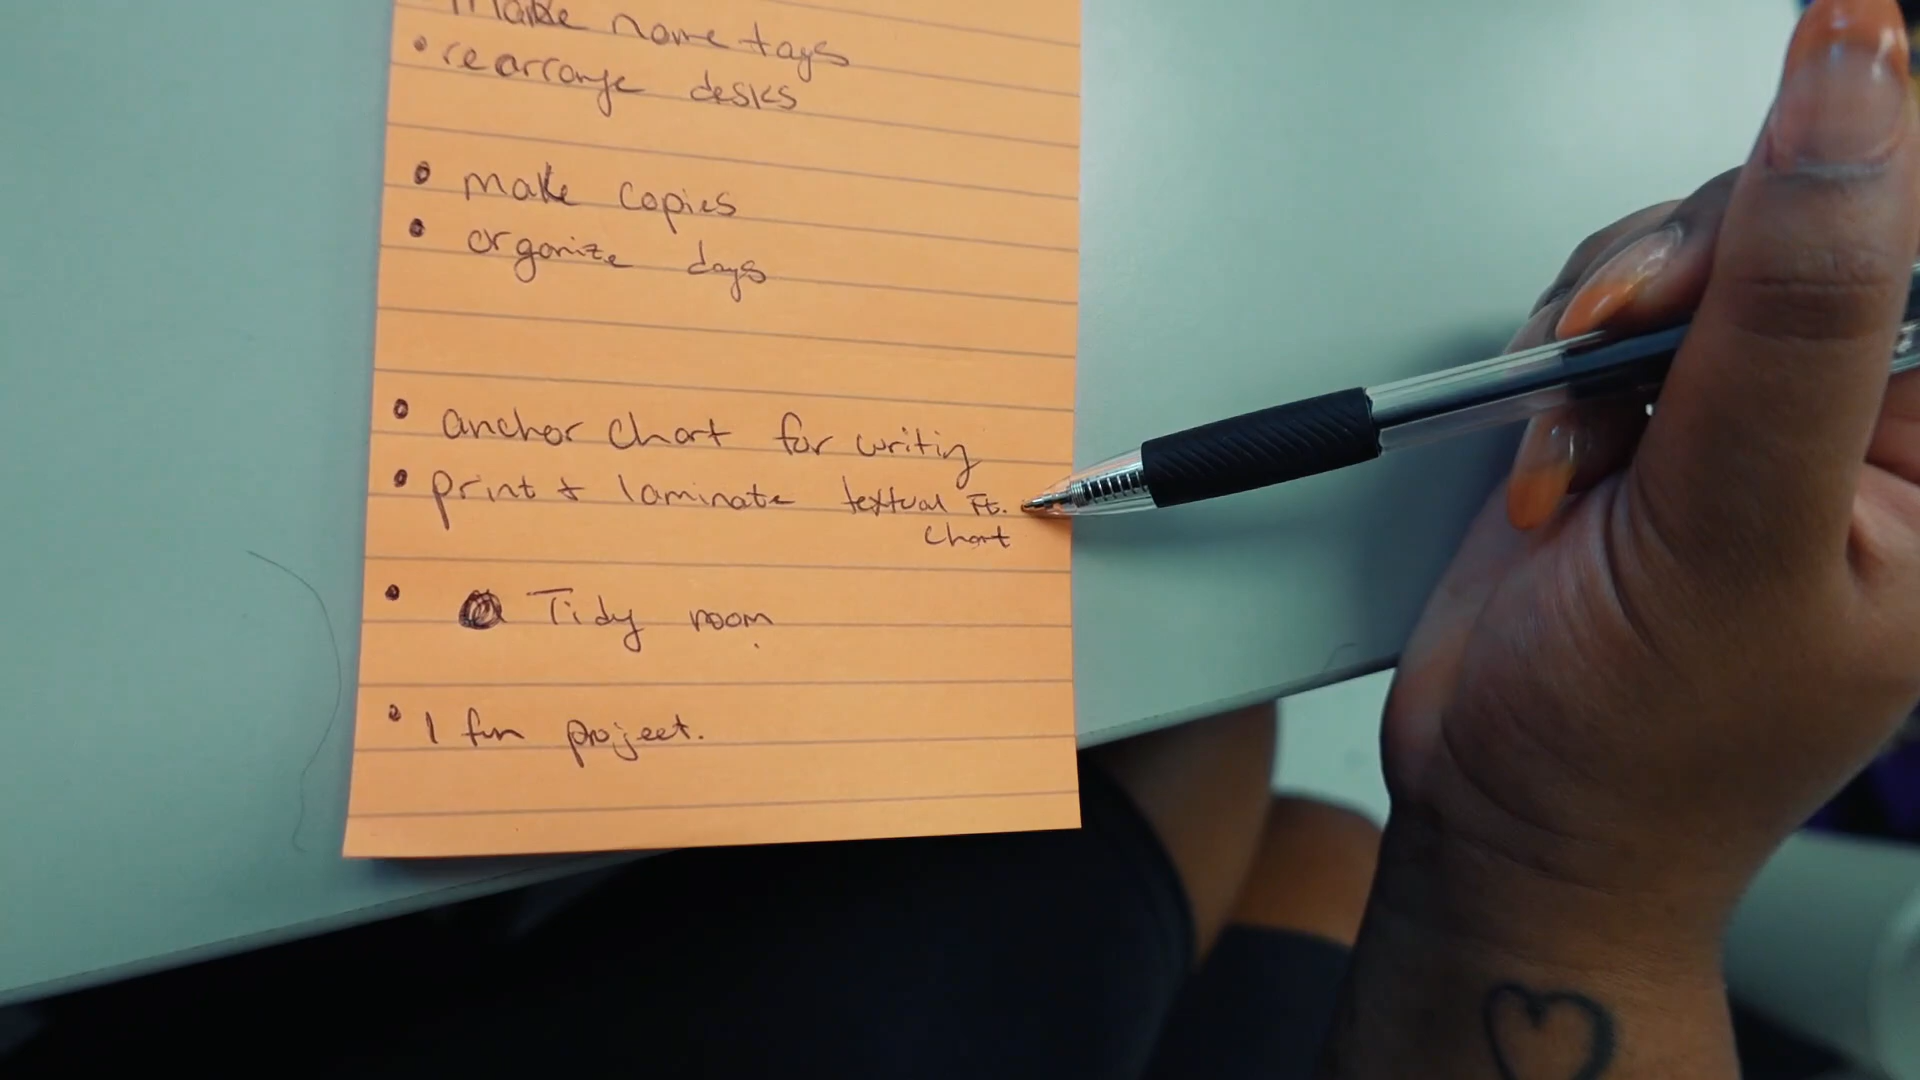 make name tags
• rearrange desks
• make copies
• organize days
• anchor chart for writing
• print & laminate textual Ft.
chart
• Tidy room
• 1 fun project.